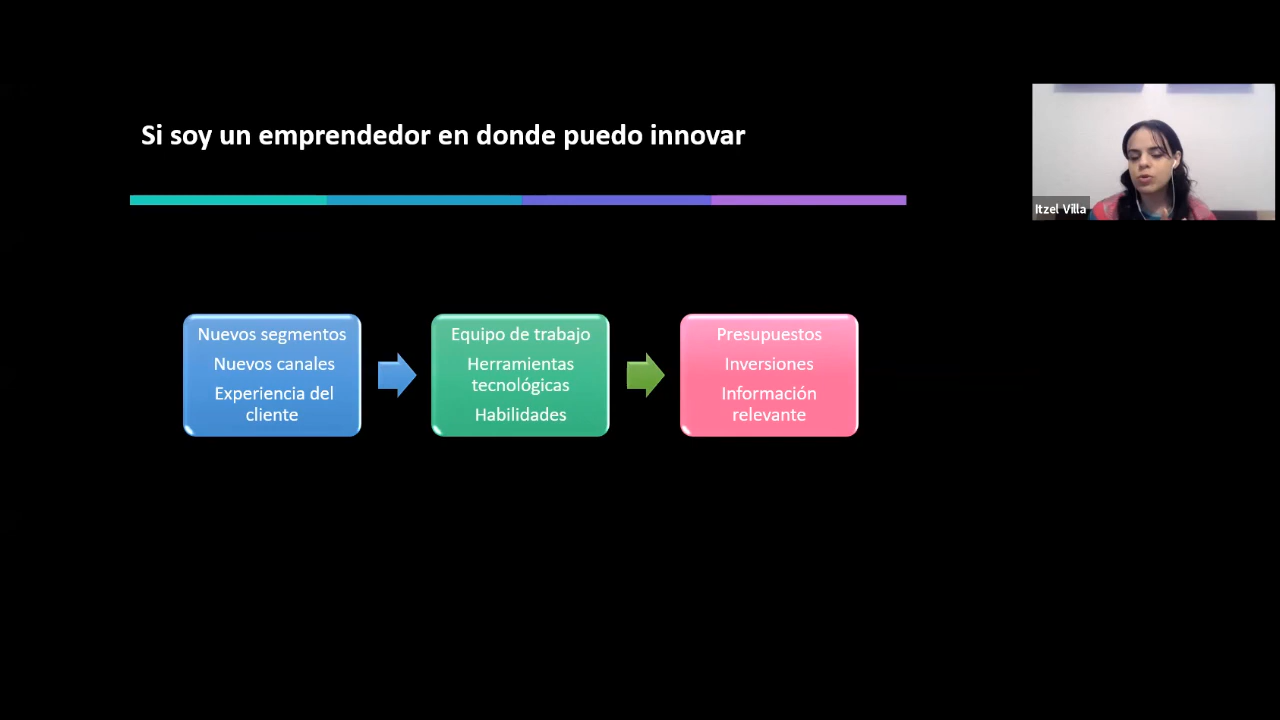 Si soy un emprendedor en donde puedo innovar
Itzel Villa
Nuevos segmentos
Nuevos canales
Experiencia del
cliente
Equipo de trabajo
Herramientas
tecnológicas
Habilidades
Presupuestos
Inversiones
Información
relevante